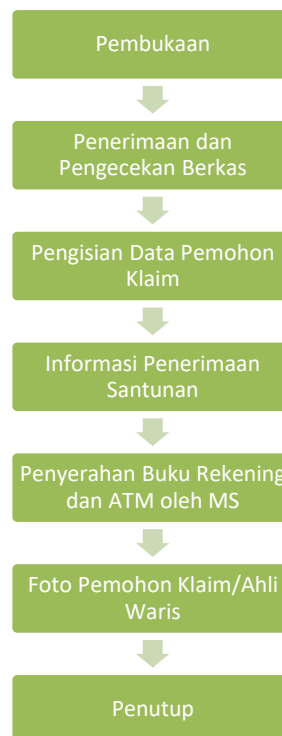 Pembukaan
Penerimaan dan
Pengecekan Berkas
Pengisian Data Pemohon
Klaim
Informasi Penerimaan
Santunan
Penyerahan Buku Rekening
dan ATM oleh MS
Foto Pemohon Klaim/Ahli
Waris
Penutup